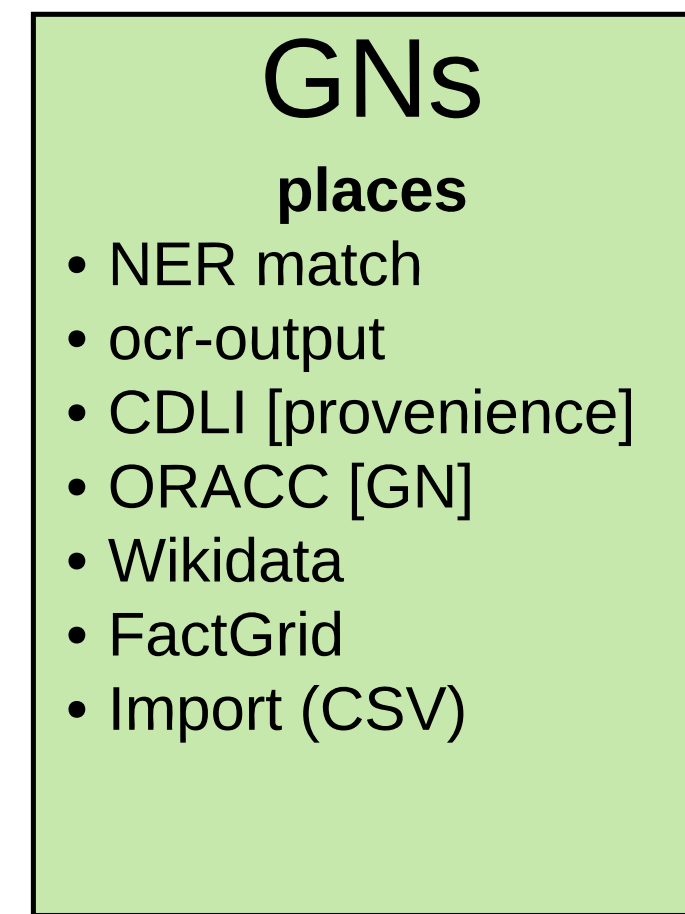 GNs
places
• NER match
• ocr-output
• CDLI [provenience]
• ORACC [GN]
• Wikidata
• FactGrid
• Import (CSV)